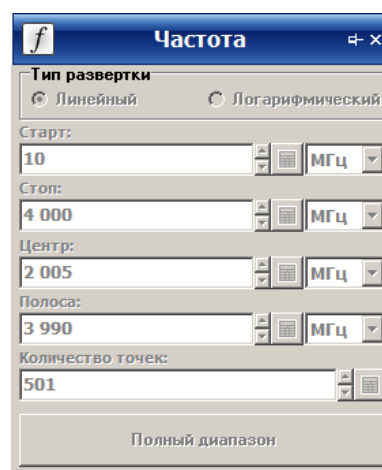 f Частота
Тип развертки
Линейный Логарифмический
Старт:
10 МГц
Стоп:
4 000 МГц
Центр:
2 005 МГц
Полоса:
3 990 МГц
Количество точек:
501
Полный диапазон